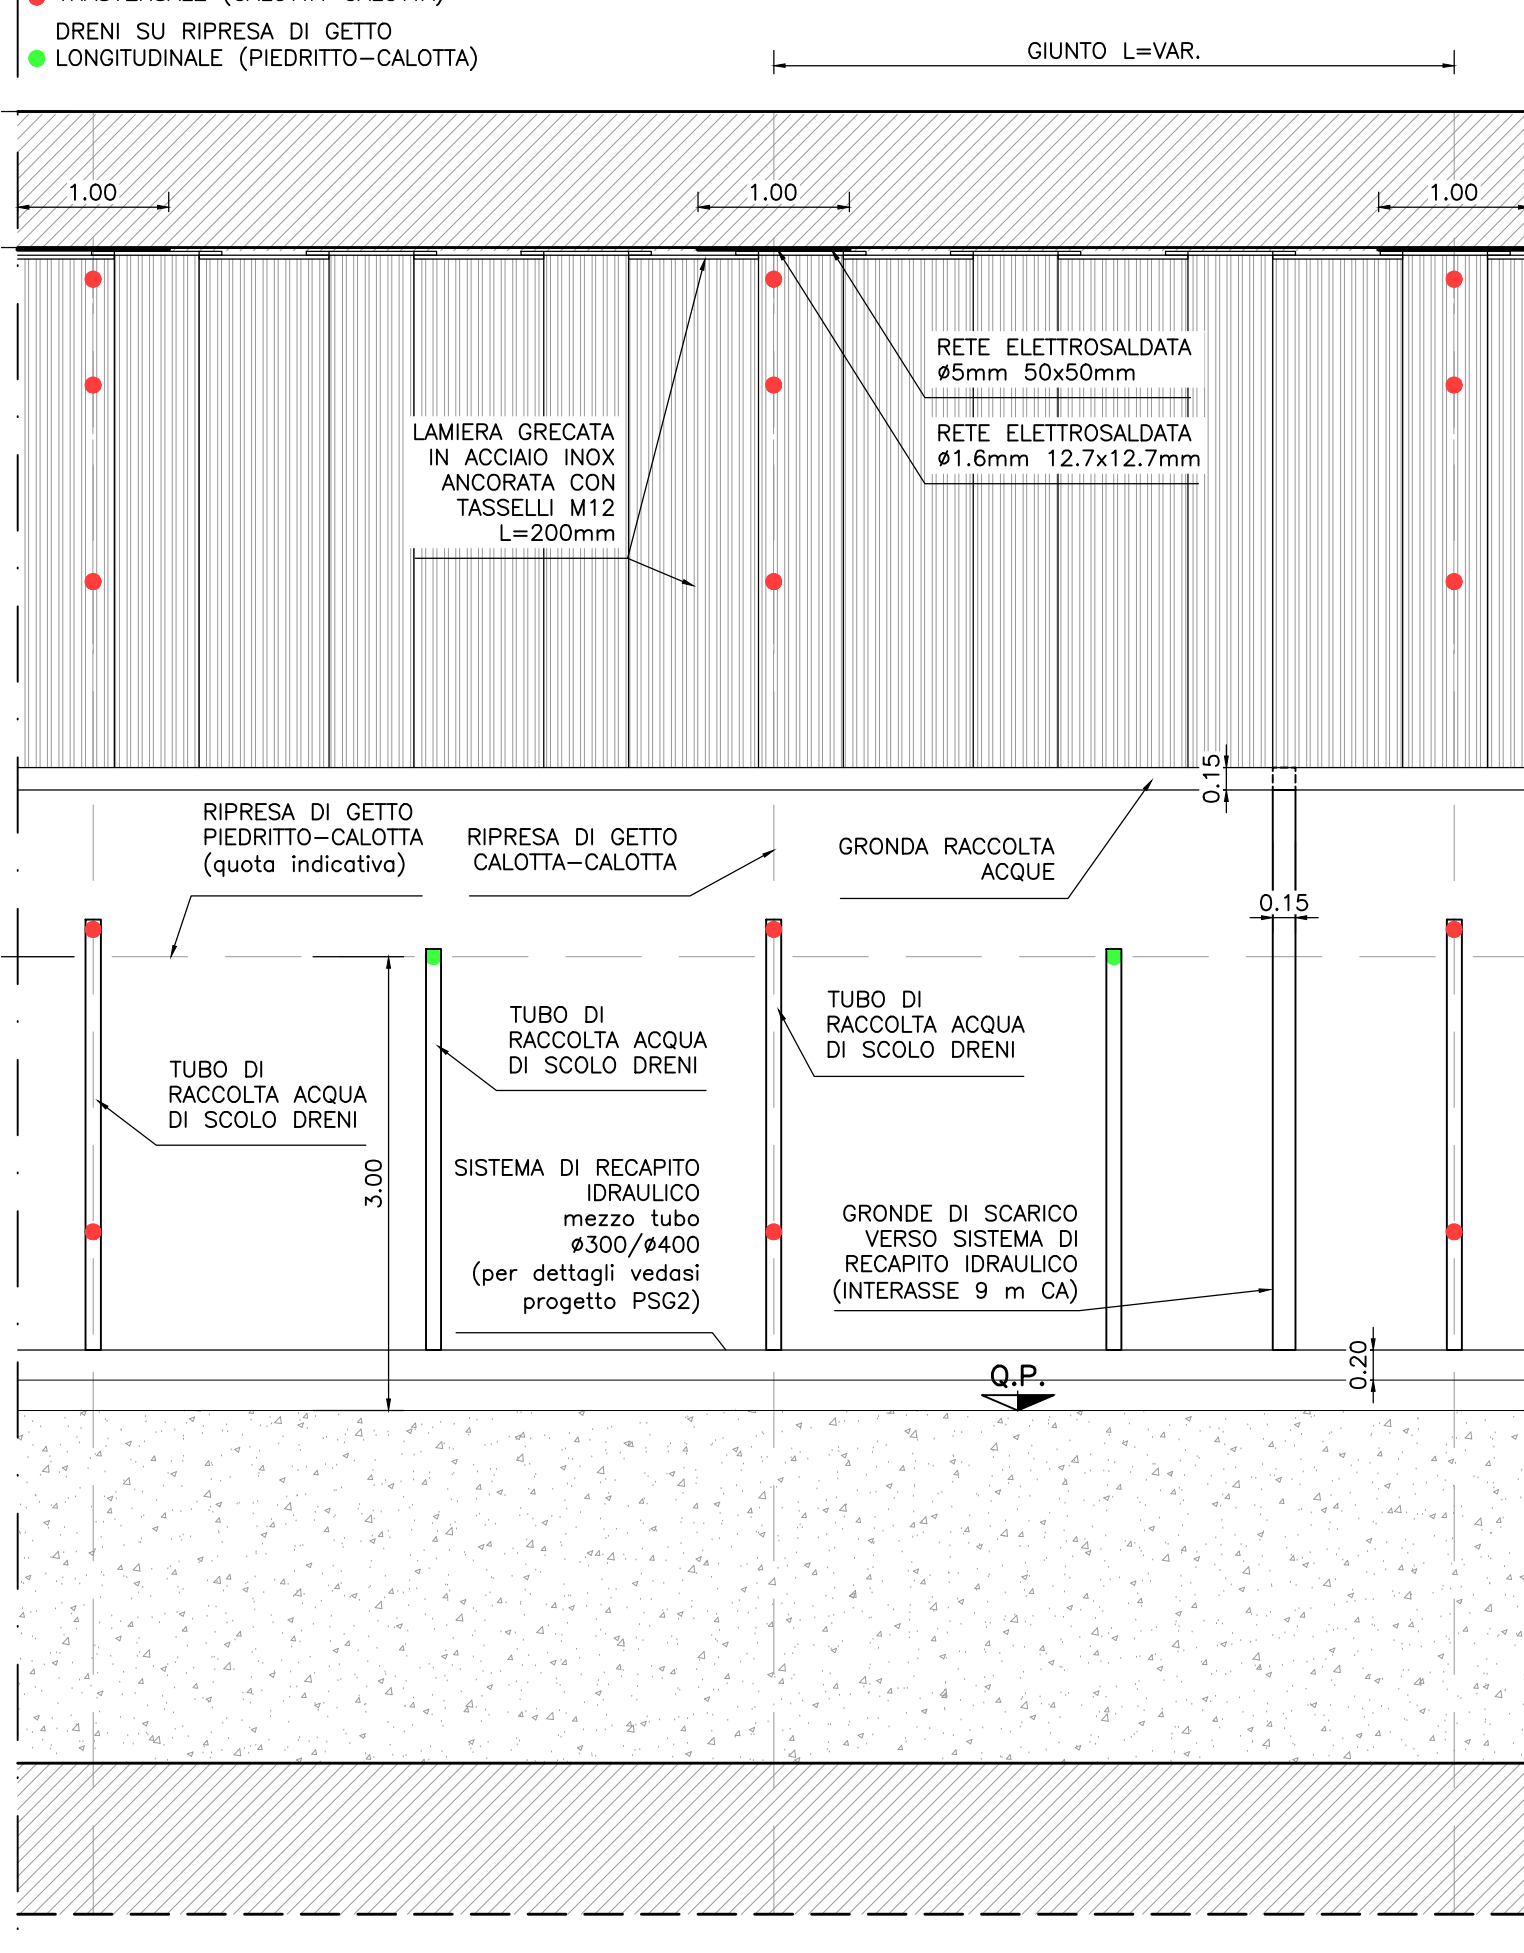 DRENI SU RIPRESA DI GETTO
LONGITUDINALE (PIEDRITTO-CALOTTA)
GIUNTO L=VAR.
1.00
1.00
1.00
RETE ELETTROSALDATA
ø5mm 50x50mm
RETE ELETTROSALDATA
ø1.6mm 12.7x12.7mm
LAMIERA GRECATA
IN ACCIAIO INOX
ANCORATA CON
TASSELLI M12
L=200mm
0.15
RIPRESA DI GETTO
PIEDRITTO-CALOTTA
(quota indicativa)
RIPRESA DI GETTO
CALOTTA-CALOTTA
GRONDA RACCOLTA
ACQUE
0.15
TUBO DI
RACCOLTA ACQUA
DI SCOLO DRENI
TUBO DI
RACCOLTA ACQUA
DI SCOLO DRENI
TUBO DI
RACCOLTA ACQUA
DI SCOLO DRENI
3.00
SISTEMA DI RECAPITO
IDRAULICO
mezzo tubo
ø300/ø400
(per dettagli vedasi
progetto PSG2)
GRONDE DI SCARICO
VERSO SISTEMA DI
RECAPITO IDRAULICO
(INTERASSE 9 m CA)
0.20
Q.P.